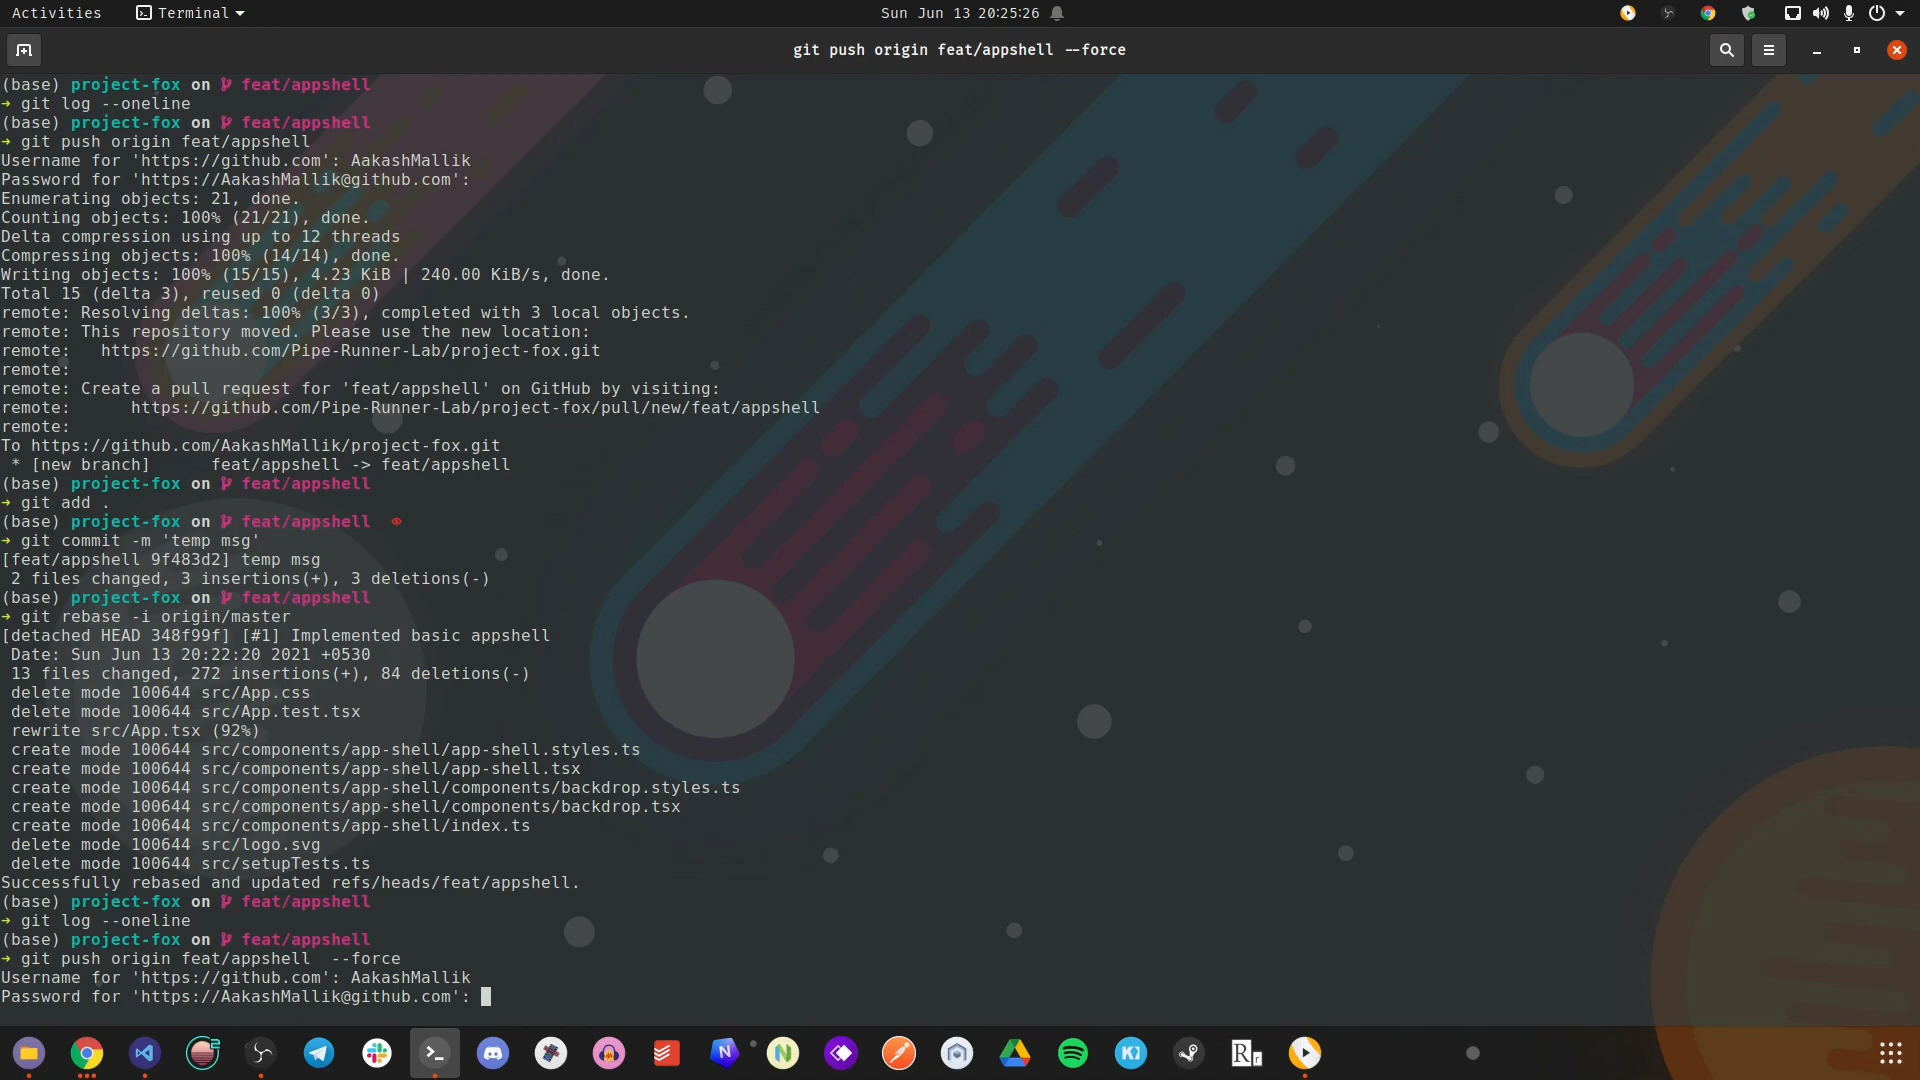 Activities Terminal Sun Jun 13 20:25:26
git push origin feat/appshell --force
(base) project-fox on feat/appshell
➜ git log --oneline
(base) project-fox on feat/appshell
➜ git push origin feat/appshell
Username for 'https://github.com': AakashMallik
Password for 'https://AakashMallik@github.com':
Enumerating objects: 21, done.
Counting objects: 100% (21/21), done.
Delta compression using up to 12 threads
Compressing objects: 100% (14/14), done.
Writing objects: 100% (15/15), 4.23 KiB | 240.00 KiB/s, done.
Total 15 (delta 3), reused 0 (delta 0)
remote: Resolving deltas: 100% (3/3), completed with 3 local objects.
remote: This repository moved. Please use the new location:
remote:   https://github.com/Pipe-Runner-Lab/project-fox.git
remote:
remote: Create a pull request for 'feat/appshell' on GitHub by visiting:
remote:      https://github.com/Pipe-Runner-Lab/project-fox/pull/new/feat/appshell
remote:
To https://github.com/AakashMallik/project-fox.git
 * [new branch]      feat/appshell -> feat/appshell
(base) project-fox on feat/appshell
➜ git add .
(base) project-fox on feat/appshell
➜ git commit -m 'temp msg'
[feat/appshell 9f483d2] temp msg
 2 files changed, 3 insertions(+), 3 deletions(-)
(base) project-fox on feat/appshell
➜ git rebase -i origin/master
[detached HEAD 348f99f] [#1] Implemented basic appshell
 Date: Sun Jun 13 20:22:20 2021 +0530
 13 files changed, 272 insertions(+), 84 deletions(-)
 delete mode 100644 src/App.css
 delete mode 100644 src/App.test.tsx
 rewrite src/App.tsx (92%)
 create mode 100644 src/components/app-shell/app-shell.styles.ts
 create mode 100644 src/components/app-shell/app-shell.tsx
 create mode 100644 src/components/app-shell/components/backdrop.styles.ts
 create mode 100644 src/components/app-shell/components/backdrop.tsx
 create mode 100644 src/components/app-shell/index.ts
 delete mode 100644 src/logo.svg
 delete mode 100644 src/setupTests.ts
Successfully rebased and updated refs/heads/feat/appshell.
(base) project-fox on feat/appshell
➜ git log --oneline
(base) project-fox on feat/appshell
➜ git push origin feat/appshell  --force
Username for 'https://github.com': AakashMallik
Password for 'https://AakashMallik@github.com':